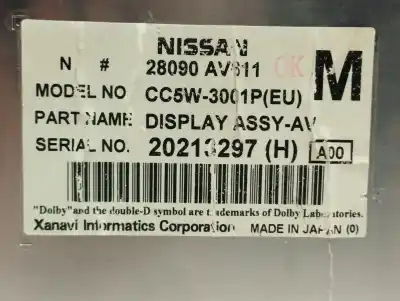 NISSAN
N # 28090 AV611 OK M
MODEL NO CC5W-3001P(EU)
PART NAME DISPLAY ASSY-AV
SERIAL NO. 20213297 (H) A00
"Dolby"and the double-D symbol are trademarks of Dolby Laboratories.
Xanavi Informatics Corporation MADE IN JAPAN (0)